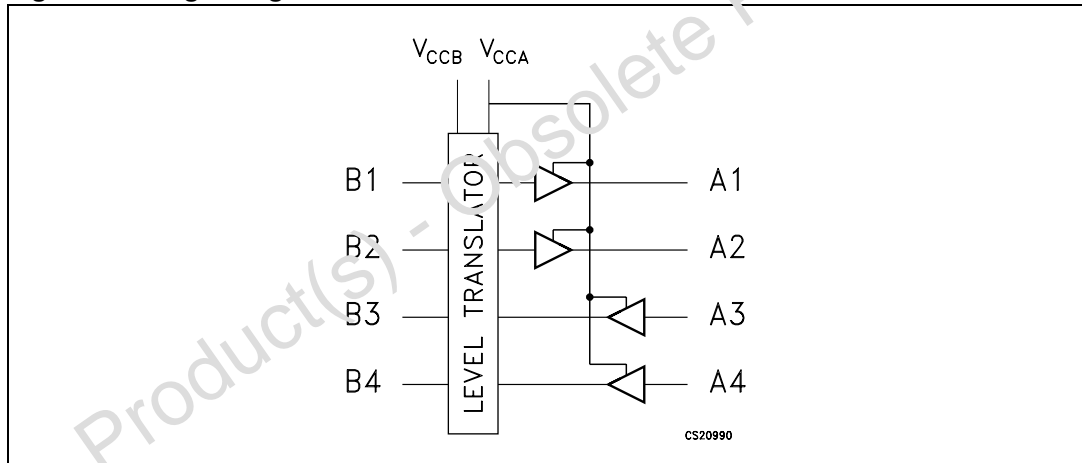 VCCB VCCA
B1 A1
B2 A2
B3 A3
B4 A4
LEVEL TRANSLATOR
CS20990
Product(s) - Obsolete